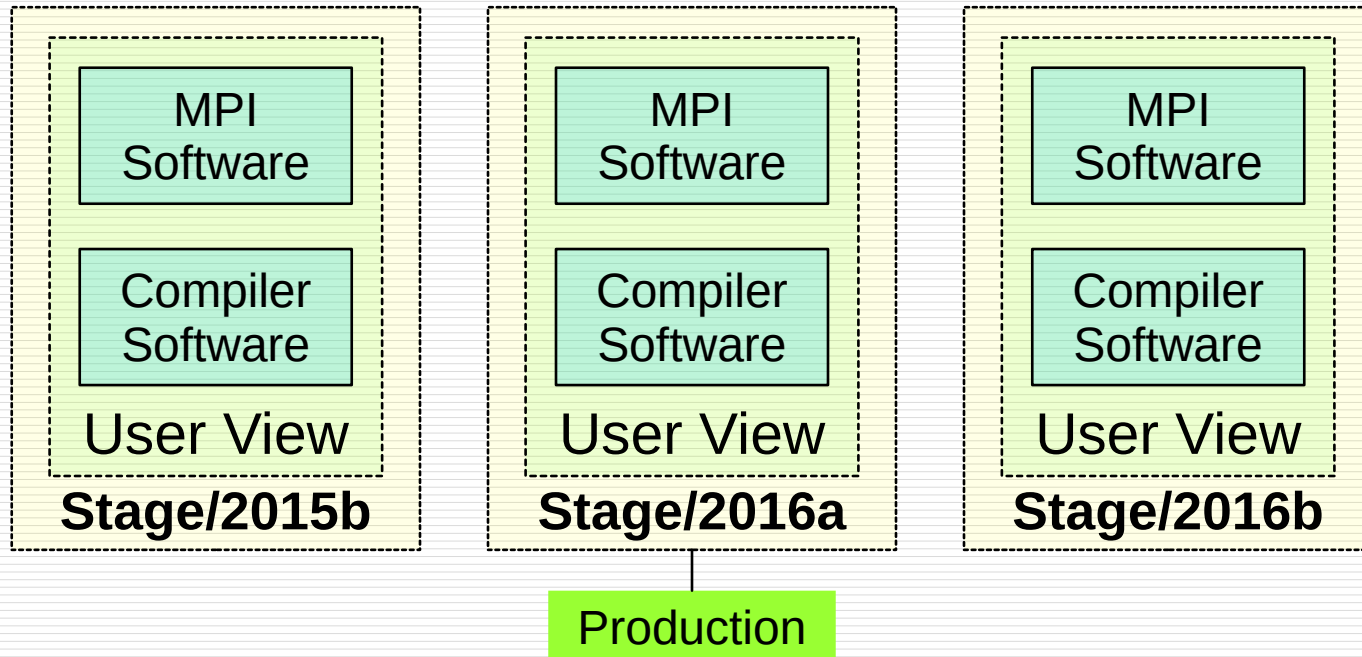 MPI
Software
Compiler
Software
User View
Stage/2015b
MPI
Software
Compiler
Software
User View
Stage/2016a
Production
MPI
Software
Compiler
Software
User View
Stage/2016b